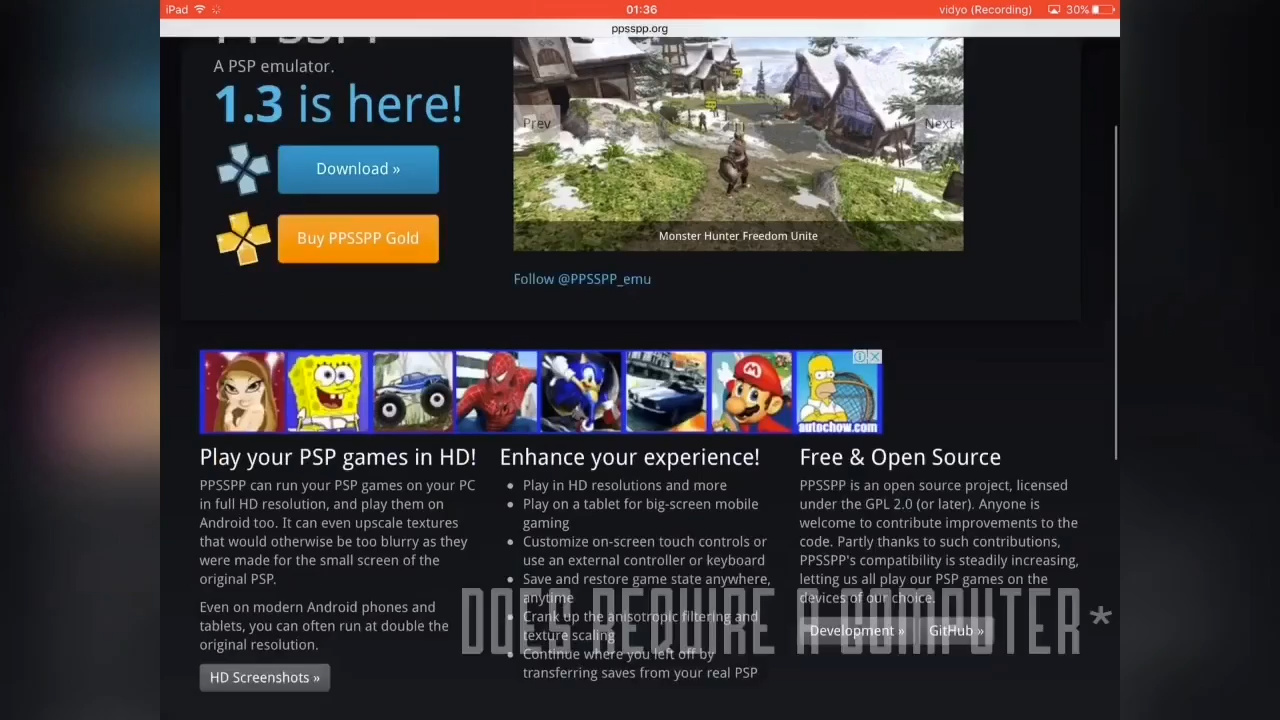 iPad
01:36
vidyo (Recording)
30%
ppsspp.org
PPSSPP
A PSP emulator.
1.3 is here!
Download »
Buy PPSSPP Gold
Prev
Next
Monster Hunter Freedom Unite
Follow @PPSSPP_emu
autochow.com
Play your PSP games in HD!
PPSSPP can run your PSP games on your PC
in full HD resolution, and play them on
Android too. It can even upscale textures
that would otherwise be too blurry as they
were made for the small screen of the
original PSP.
Even on modern Android phones and
tablets, you can often run at double the
original resolution.
HD Screenshots »
Enhance your experience!
Play in HD resolutions and more
Play on a tablet for big-screen mobile
gaming
Customize on-screen touch controls or
use an external controller or keyboard
Save and restore game state anywhere,
anytime
Crank up the anisotropic filtering and
texture scaling
Continue where you left off by
transferring saves from your real PSP
Free & Open Source
PPSSPP is an open source project, licensed
under the GPL 2.0 (or later). Anyone is
welcome to contribute improvements to the
code. Partly thanks to such contributions,
PPSSPP's compatibility is steadily increasing,
letting us all play our PSP games on the
devices of our choice.
Development »
GitHub »
DOES REQUIRE A COMPUTER*